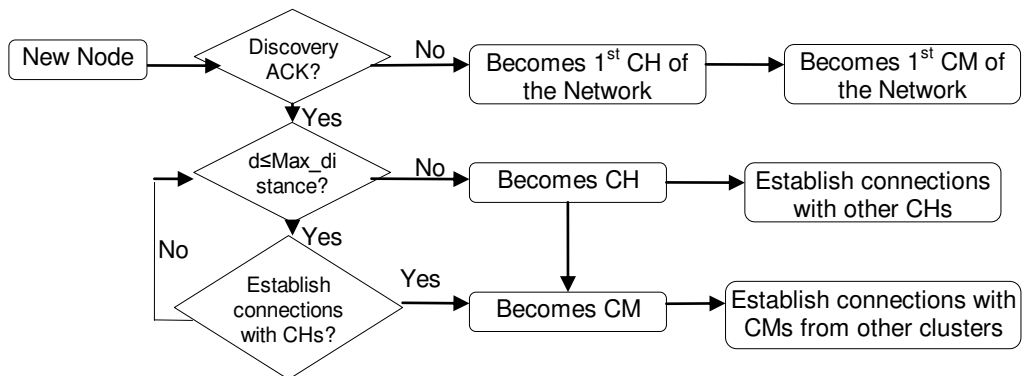 New Node
Discovery
ACK?
No
Becomes 1st CH of
the Network
Becomes 1st CM of
the Network
Yes
d≤Max_di
stance?
No
Becomes CH
Establish connections
with other CHs
Yes
No
Establish
connections
with CHs?
Yes
Becomes CM
Establish connections with
CMs from other clusters